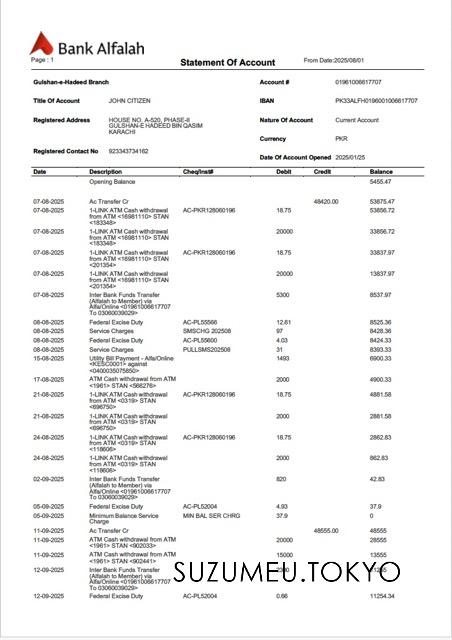 Bank Alfalah
Page : 1
Statement Of Account
From Date:2025/08/01
Gulshan-e-Hadeed Branch
Account # 01961006617707
Title Of Account JOHN CITIZEN
IBAN PK33ALFH0196001006617707
Registered Address HOUSE NO. A-520, PHASE-II
GULSHAN-E HADEED BIN QASIM
KARACHI
Nature Of Account Current Account
Currency PKR
Registered Contact No 923343734162
Date Of Account Opened 2025/01/25
Date Description Cheq/Inst# Debit Credit Balance
Opening Balance 5455.47
07-08-2025 Ac Transfer Cr 48420.00 53875.47
07-08-2025 1-LINK ATM Cash withdrawal AC-PKR128060196 18.75 53856.72
from ATM <16981110> STAN
<183348>
07-08-2025 1-LINK ATM Cash withdrawal 20000 33856.72
from ATM <16981110> STAN
<183348>
07-08-2025 1-LINK ATM Cash withdrawal AC-PKR128060196 18.75 33837.97
from ATM <16981110> STAN
<201354>
07-08-2025 1-LINK ATM Cash withdrawal 20000 13837.97
from ATM <16981110> STAN
<201354>
07-08-2025 Inter Bank Funds Transfer 5300 8537.97
(Alfalah to Member) via
Alfa/Online <01961006617707
To 03060039029>
08-08-2025 Federal Excise Duty AC-PL55566 12.61 8525.36
08-08-2025 Service Charges SMSCHG 202508 97 8428.36
08-08-2025 Federal Excise Duty AC-PL55600 4.03 8424.33
08-08-2025 Service Charges PULLSMS202508 31 8393.33
15-08-2025 Utility Bill Payment - Alfa/Online 1493 6900.33
<KESC0001> against
<0400035075850>
17-08-2025 ATM Cash withdrawal from ATM 2000 4900.33
<1961> STAN <566276>
21-08-2025 1-LINK ATM Cash withdrawal AC-PKR128060196 18.75 4881.58
from ATM <0319> STAN
<696750>
21-08-2025 1-LINK ATM Cash withdrawal 2000 2881.58
from ATM <0319> STAN
<696750>
24-08-2025 1-LINK ATM Cash withdrawal AC-PKR128060196 18.75 2862.83
from ATM <0319> STAN
<118606>
24-08-2025 1-LINK ATM Cash withdrawal 2000 862.83
from ATM <0319> STAN
<118606>
02-09-2025 Inter Bank Funds Transfer 820 42.83
(Alfalah to Member) via
Alfa/Online <01961006617707
To 03060039029>
05-09-2025 Federal Excise Duty AC-PL52004 4.93 37.9
05-09-2025 Minimum Balance Service MIN BAL SER CHRG 37.9 0
Charge
11-09-2025 Ac Transfer Cr 48555.00 48555
11-09-2025 ATM Cash withdrawal from ATM 20000 28555
<1961> STAN <902033>
11-09-2025 ATM Cash withdrawal from ATM 15000 13555
<1961> STAN <902441>
12-09-2025 Inter Bank Funds Transfer
(Alfalah to Member) via
Alfa/Online <01961006617707
To 03060039029>
SUZUMEU.TOKYO
12-09-2025 Federal Excise Duty AC-PL52004 0.66 11254.34